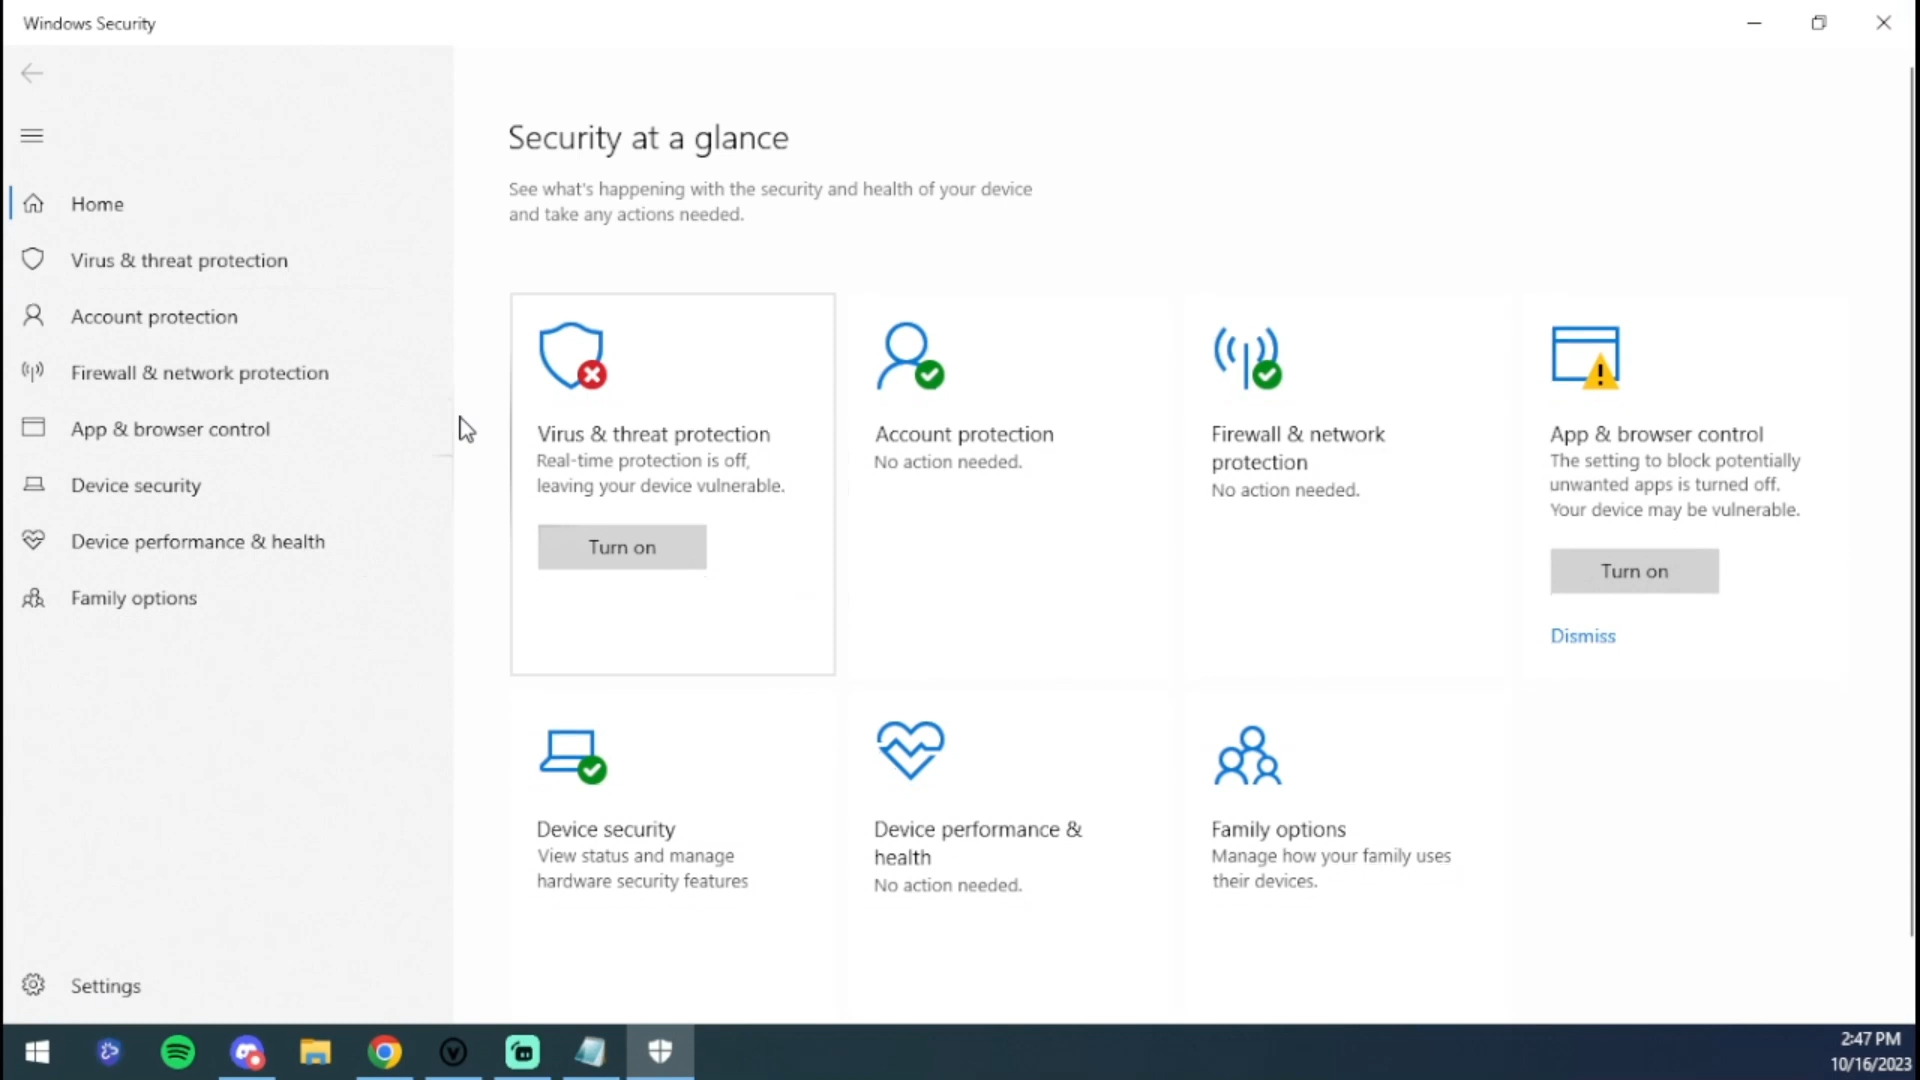 Windows Security
Home
Virus & threat protection
Account protection
Firewall & network protection
App & browser control
Device security
Device performance & health
Family options
Settings
Security at a glance
See what's happening with the security and health of your device
and take any actions needed.
Virus & threat protection
Real-time protection is off,
leaving your device vulnerable.
Turn on
Account protection
No action needed.
Firewall & network
protection
No action needed.
App & browser control
The setting to block potentially
unwanted apps is turned off.
Your device may be vulnerable.
Turn on
Dismiss
Device security
View status and manage
hardware security features
Device performance &
health
No action needed.
Family options
Manage how your family uses
their devices.
2:47 PM
10/16/2023